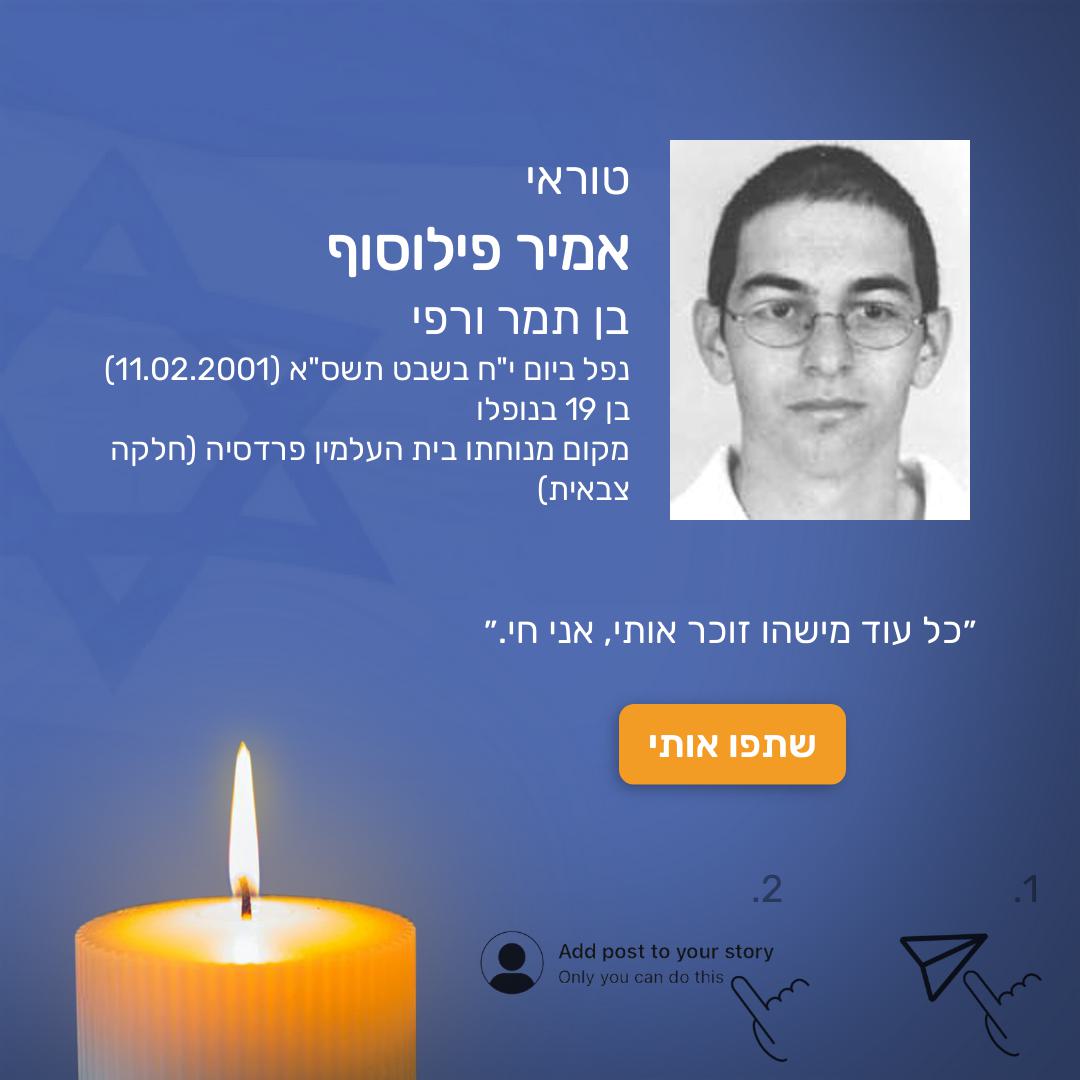 טוראי
אמיר פילוסוף
בן תמר ורפי
נפל ביום י"ח בשבט תשס"א (11.02.2001)
בן 19 בנופלו
מקום מנוחתו בית העלמין פרדסיה (חלקה
צבאית)
״כל עוד מישהו זוכר אותי, אני חי.״
שתפו אותי
.1
.2
Add post to your story
Only you can do this